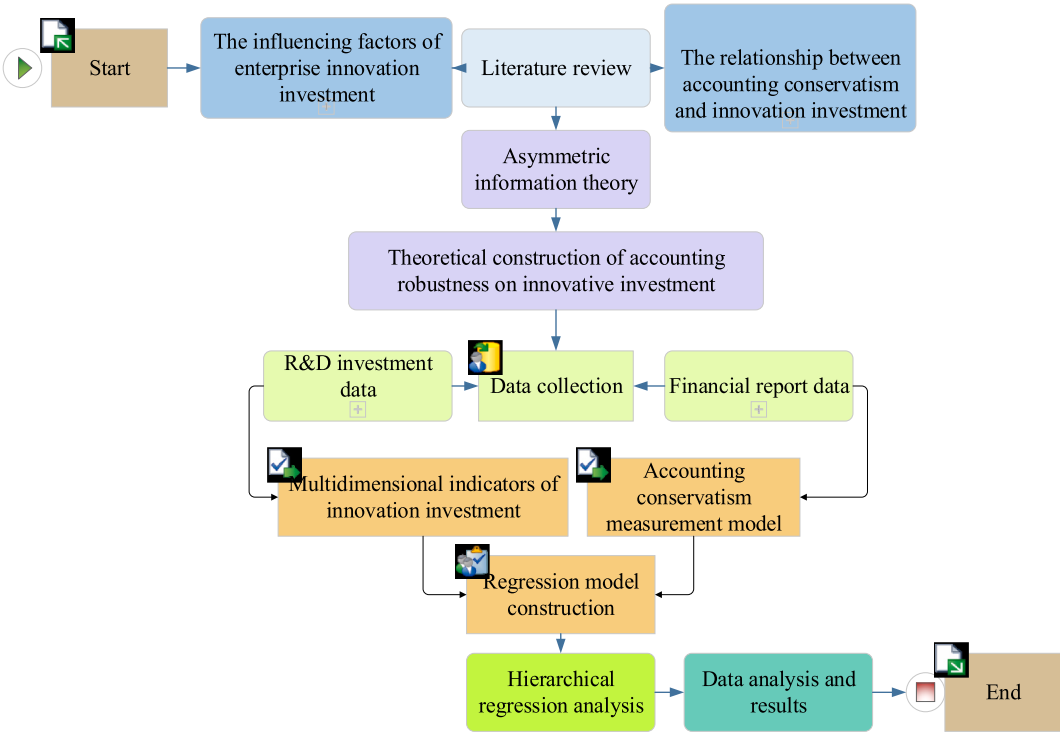 Start
The influencing factors of
enterprise innovation
investment
Literature review
The relationship between
accounting conservatism
and innovation investment
Asymmetric
information theory
Theoretical construction of accounting
robustness on innovative investment
R&D investment
data
Data collection
Financial report data
Multidimensional indicators of
innovation investment
Accounting
conservatism
measurement model
Regression model
construction
Hierarchical
regression analysis
Data analysis and
results
End